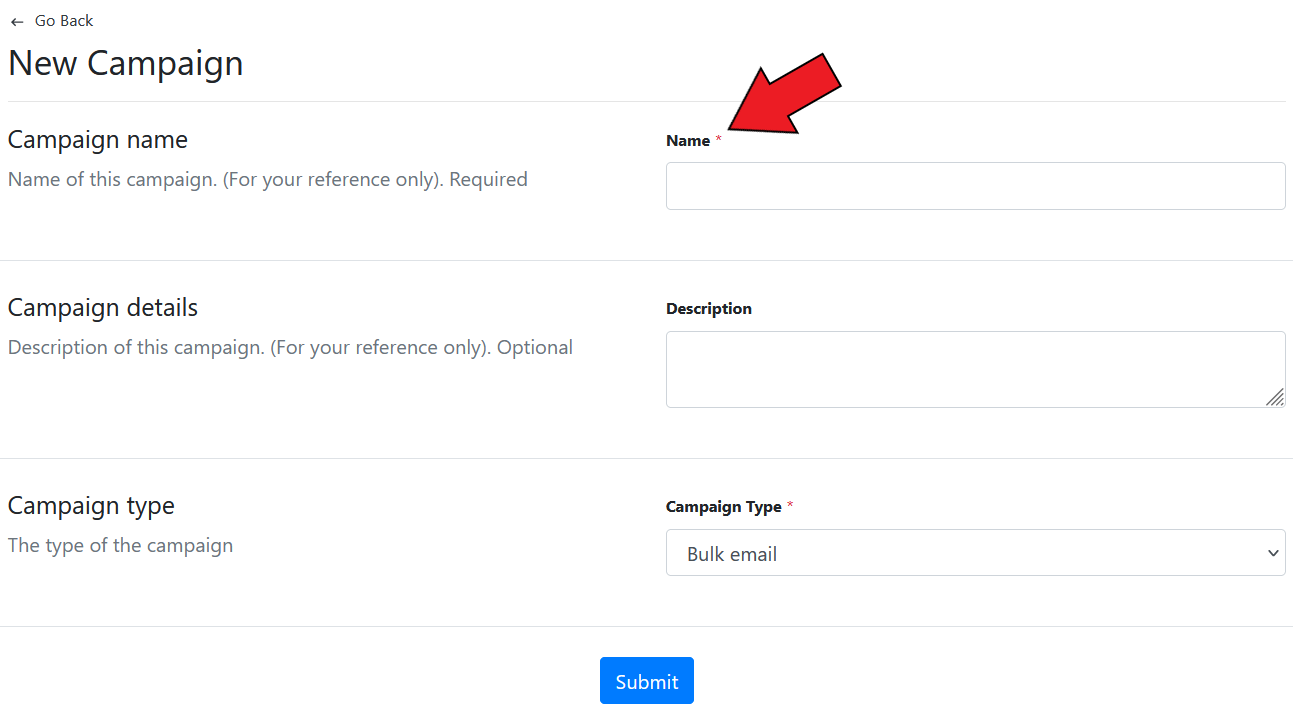 ← Go Back
New Campaign
Campaign name
Name of this campaign. (For your reference only). Required
Name *
Campaign details
Description of this campaign. (For your reference only). Optional
Description
Campaign type
The type of the campaign
Campaign Type *
Bulk email
Submit